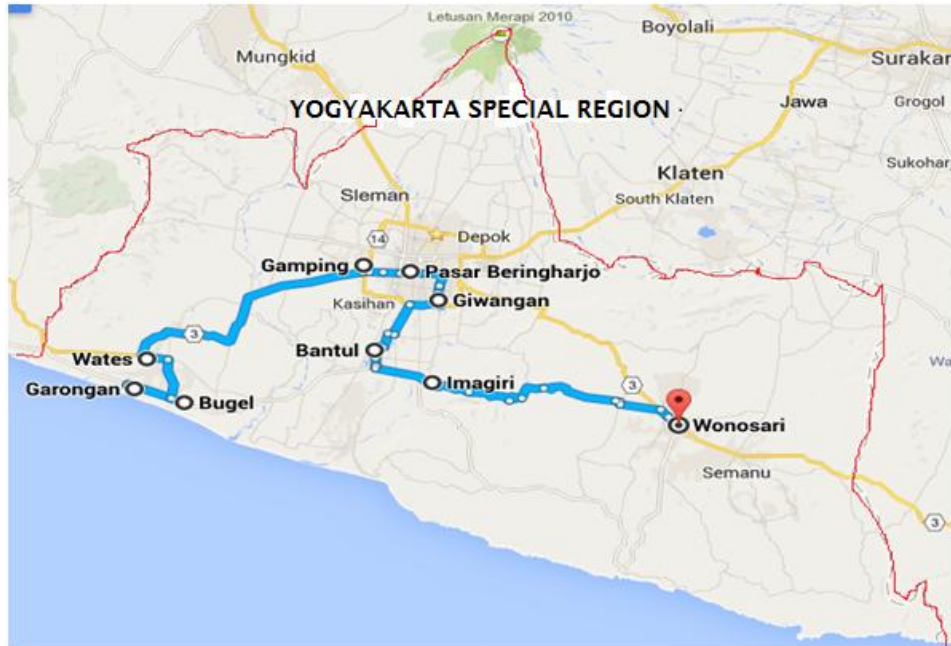 Letusan Merapi 2010
Boyolali
Mungkid
Surakar
YOGYAKARTA SPECIAL REGION
Jawa
Grogol
Sukohar
Klaten
Sleman
South Klaten
14
Depok
Gamping
Pasar Beringharjo
Kasihan
Giwangan
3
Bantul
Wates
Wa
Garongan
Imagiri
3
Bugel
Wonosari
Semanu
3